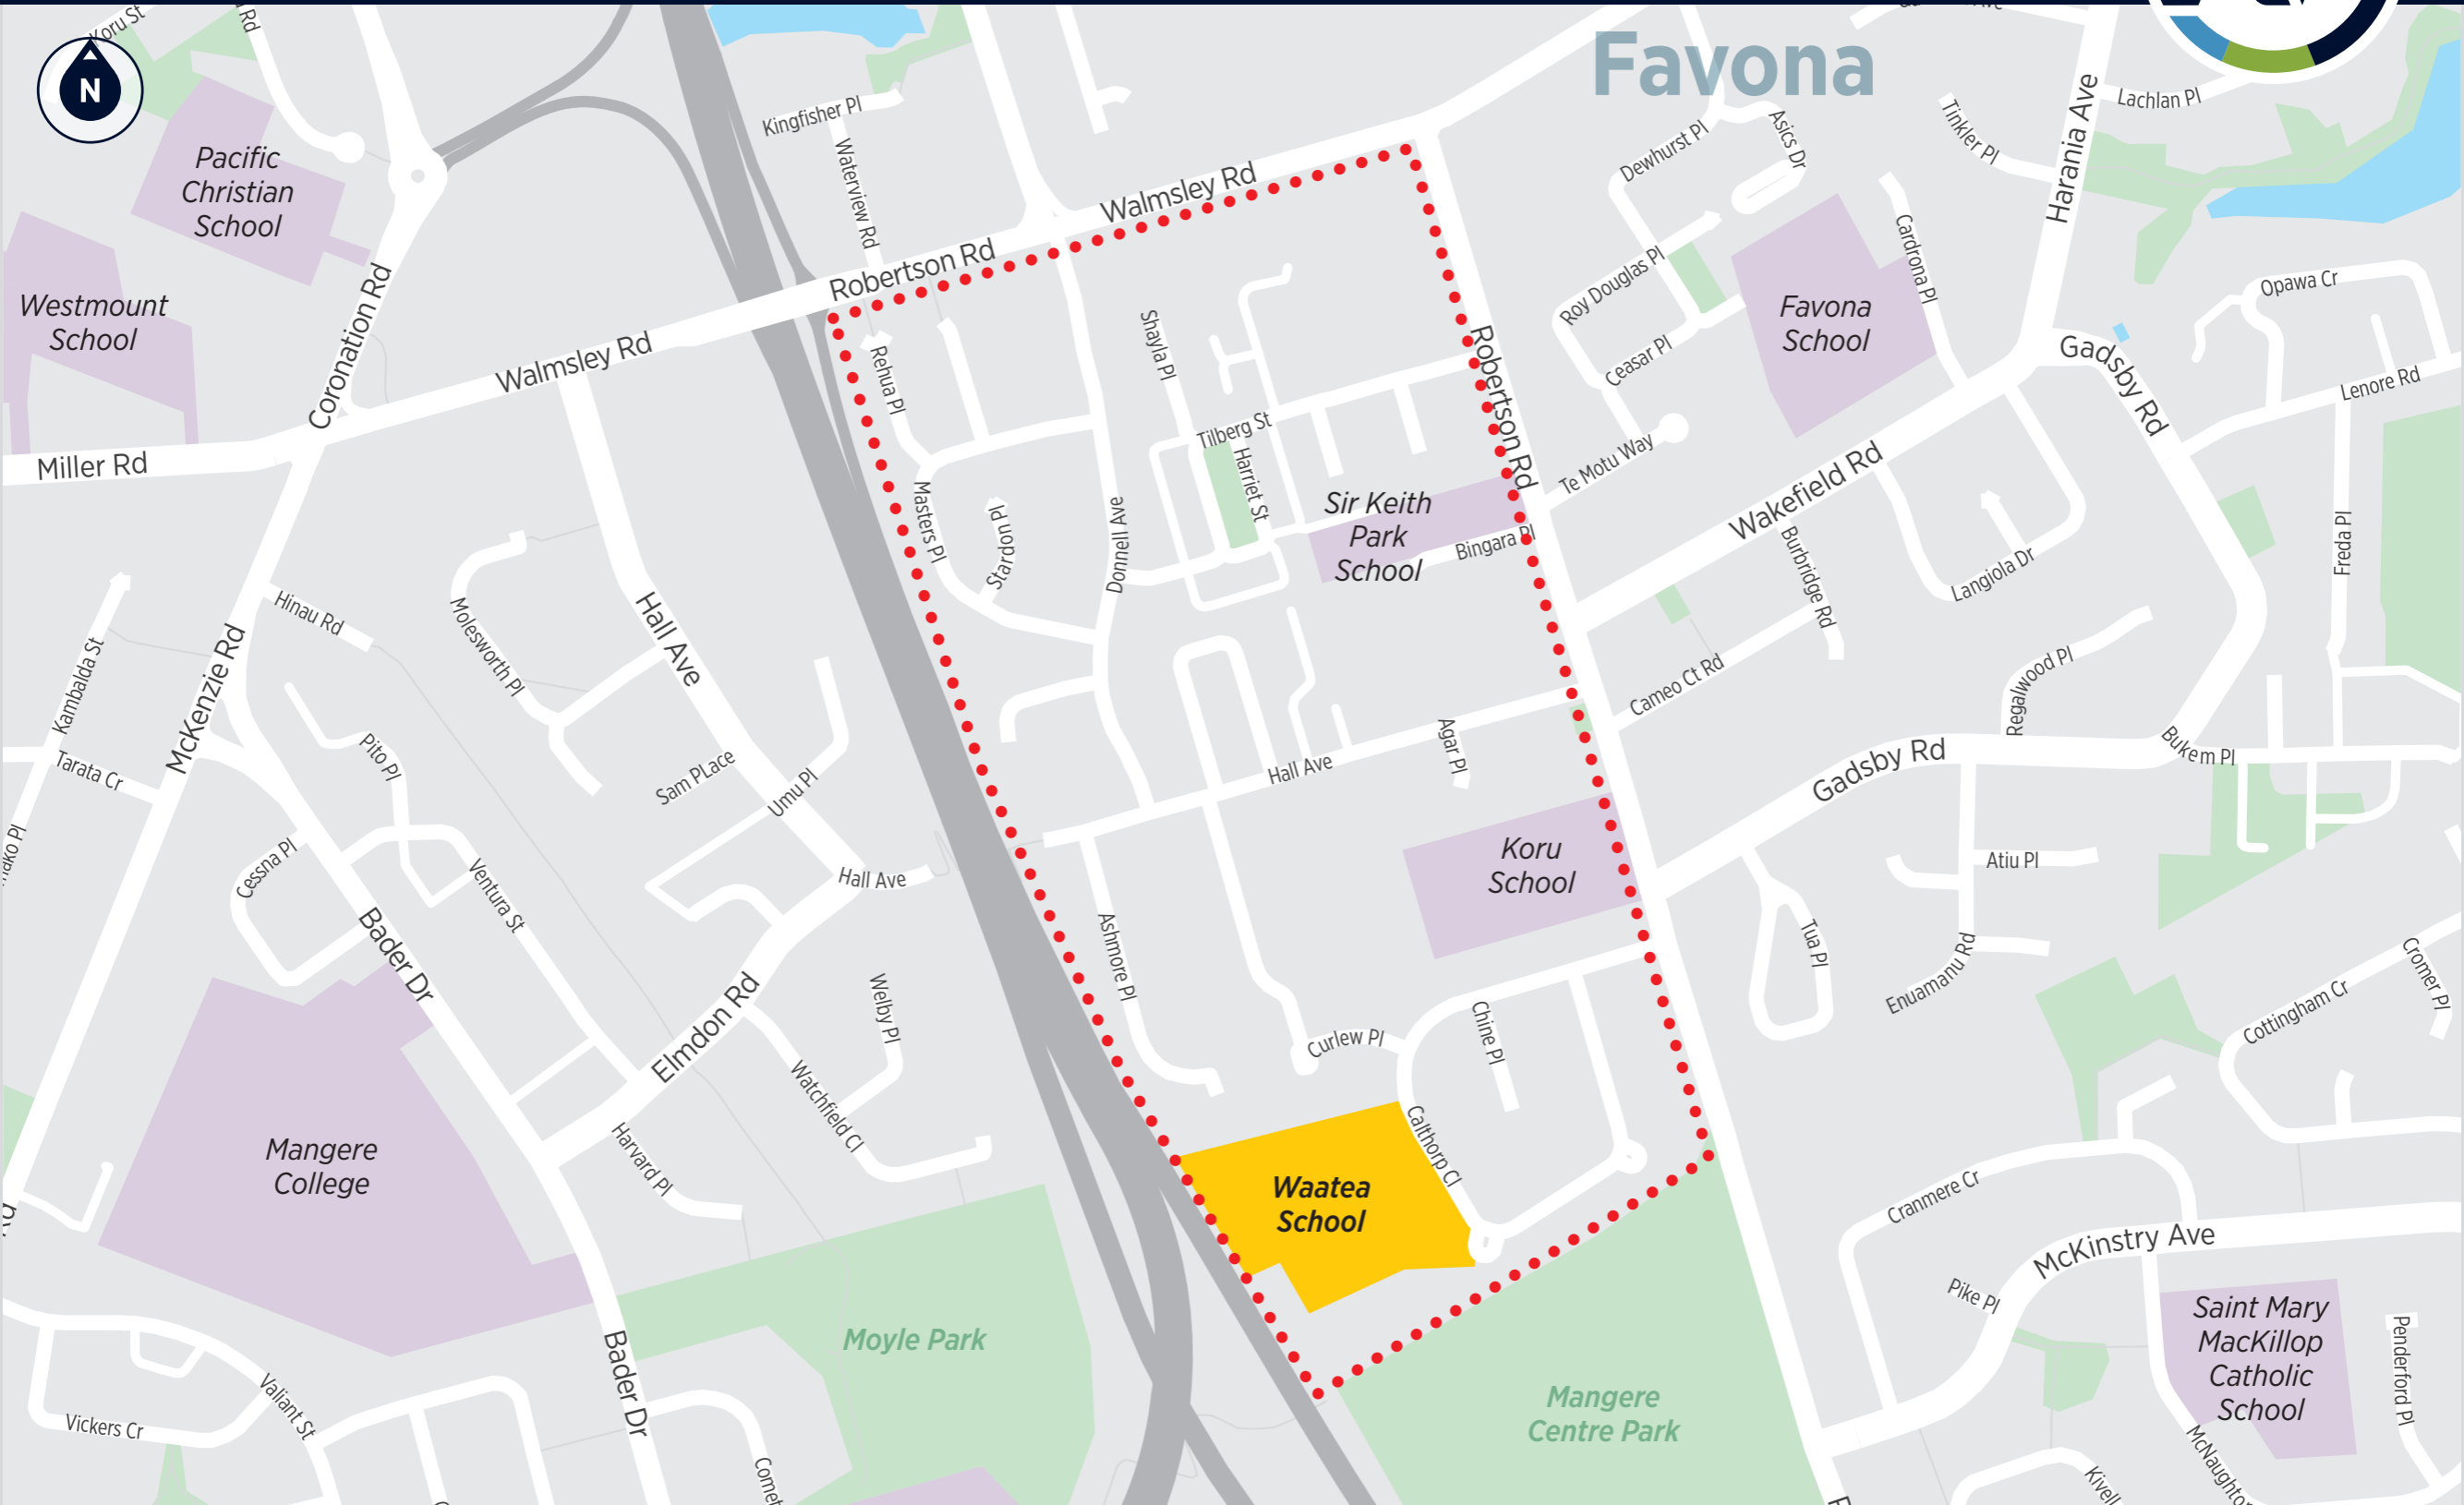 Koru St
Rd
N
Favona
Kingfisher Pl
Waterview Rd
Walmsley Rd
Robertson Rd
Dewhurst Pl
Asics Dr
Tinkler Pl
Harania Ave
Lachlan Pl
Pacific
Christian
School
Westmount
School
Coronation Rd
Walmsley Rd
Miller Rd
Rehua Pl
Shayla Pl
Tilberg St
Harriet St
Robertson Rd
Roy Douglas Pl
Ceasar Pl
Te Motu Way
Favona
School
Cardrona Pl
Opawa Cr
Gadsby Rd
Lenore Rd
Wakefield Rd
Masters Pl
Stardon Pl
Donnell Ave
Sir Keith
Park
School
Bingara Pl
Burbridge Rd
Langiola Dr
Freda Pl
Hinau Rd
Molesworth Pl
Hall Ave
Kambalda St
McKenzie Rd
Tarata Cr
Pito Pl
Sam PLace
Umu Pl
Cameo Ct Rd
Regalwood Pl
Bukem Pl
Gadsby Rd
Hall Ave
Agar Pl
Koru
School
Atiu Pl
Cessna Pl
Ventura St
Hall Ave
Bader Dr
Elmdon Rd
Welby Pl
Ashmore Pl
Tua Pl
Enuamanu Rd
Cromer Pl
Cottingham Cr
Curlew Pl
Chine Pl
Watchfield Cl
Harvard Pl
Mangere
College
Calthorp Cl
Waatea
School
Cranmere Cr
McKinstry Ave
Pike Pl
Moyle Park
Mangere
Centre Park
Saint Mary
MacKillop
Catholic
School
Penderford Pl
Bader Dr
Valiant St
Vickers Cr
Comet
McNaughton
Kivell